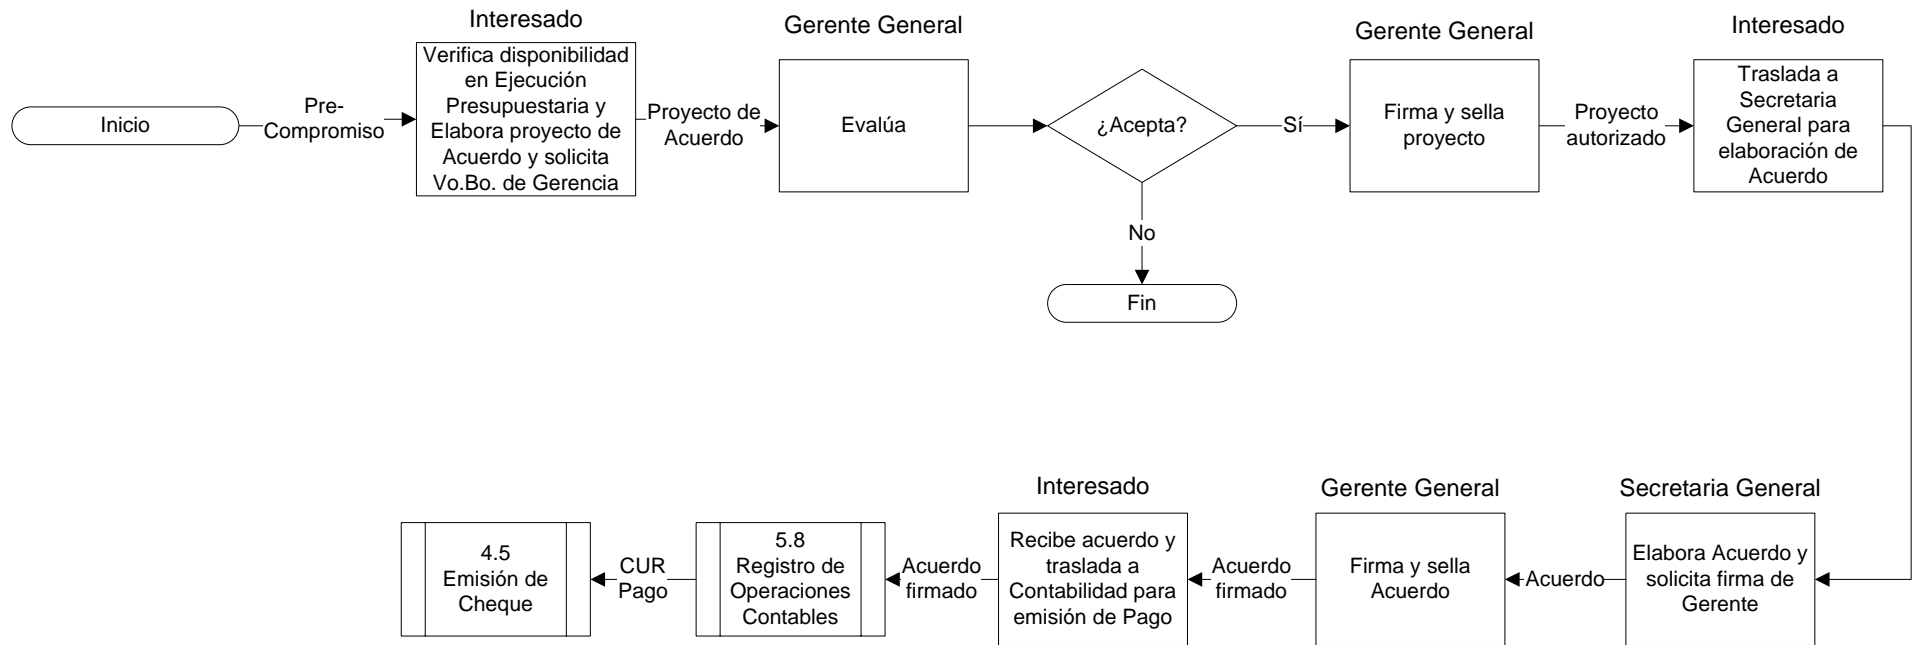 Interesado
Verifica disponibilidad
en Ejecución
Presupuestaria y
Elabora proyecto de
Acuerdo y solicita
Vo.Bo. de Gerencia
Gerente General
Evalúa
Gerente General
Firma y sella
proyecto
Interesado
Traslada a
Secretaria
General para
elaboración de
Acuerdo
Inicio
Pre-
Compromiso
Proyecto de
Acuerdo
¿Acepta?
Sí
Proyecto
autorizado
No
Fin
Secretaria General
Elabora Acuerdo y
solicita firma de
Gerente
Acuerdo
Gerente General
Firma y sella
Acuerdo
Acuerdo
firmado
Interesado
Recibe acuerdo y
traslada a
Contabilidad para
emisión de Pago
Acuerdo
firmado
5.8
Registro de
Operaciones
Contables
CUR
Pago
4.5
Emisión de
Cheque